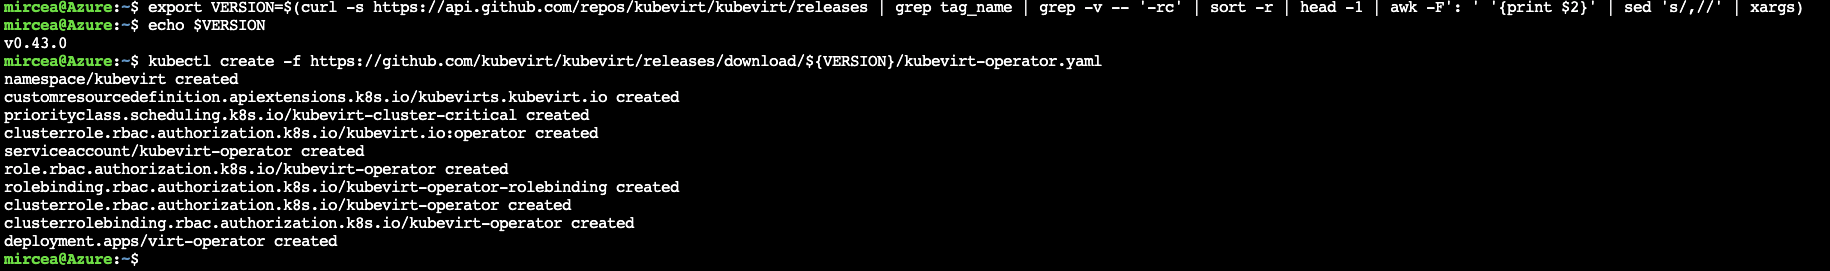 mircea@Azure:~$ export VERSION=$(curl -s https://api.github.com/repos/kubevirt/kubevirt/releases | grep tag_name | grep -v -- '-rc' | sort -r | head -1 | awk -F': ' '{print $2}' | sed 's/,//' | xargs)
mircea@Azure:~$ echo $VERSION
v0.43.0
mircea@Azure:~$ kubectl create -f https://github.com/kubevirt/kubevirt/releases/download/${VERSION}/kubevirt-operator.yaml
namespace/kubevirt created
customresourcedefinition.apiextensions.k8s.io/kubevirts.kubevirt.io created
priorityclass.scheduling.k8s.io/kubevirt-cluster-critical created
clusterrole.rbac.authorization.k8s.io/kubevirt.io:operator created
serviceaccount/kubevirt-operator created
role.rbac.authorization.k8s.io/kubevirt-operator created
rolebinding.rbac.authorization.k8s.io/kubevirt-operator-rolebinding created
clusterrole.rbac.authorization.k8s.io/kubevirt-operator created
clusterrolebinding.rbac.authorization.k8s.io/kubevirt-operator created
deployment.apps/virt-operator created
mircea@Azure:~$